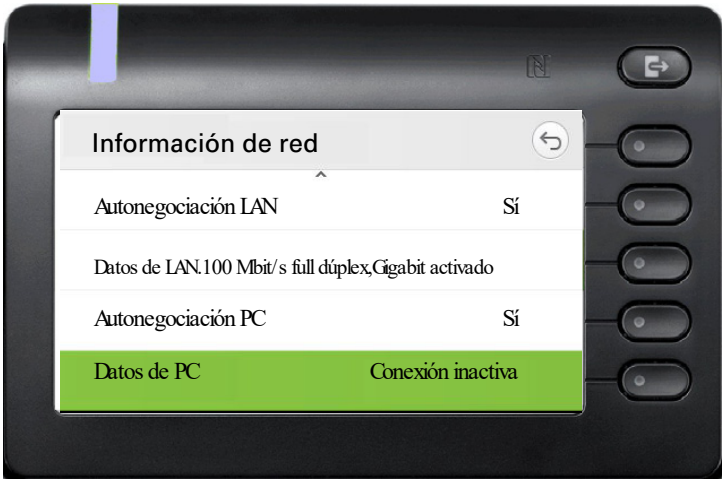 Información de red
Autonegociación LAN Sí
Datos de LAN.100 Mbit/s full dúplex,Gigabit activado
Autonegociación PC Sí
Datos de PC Conexión inactiva